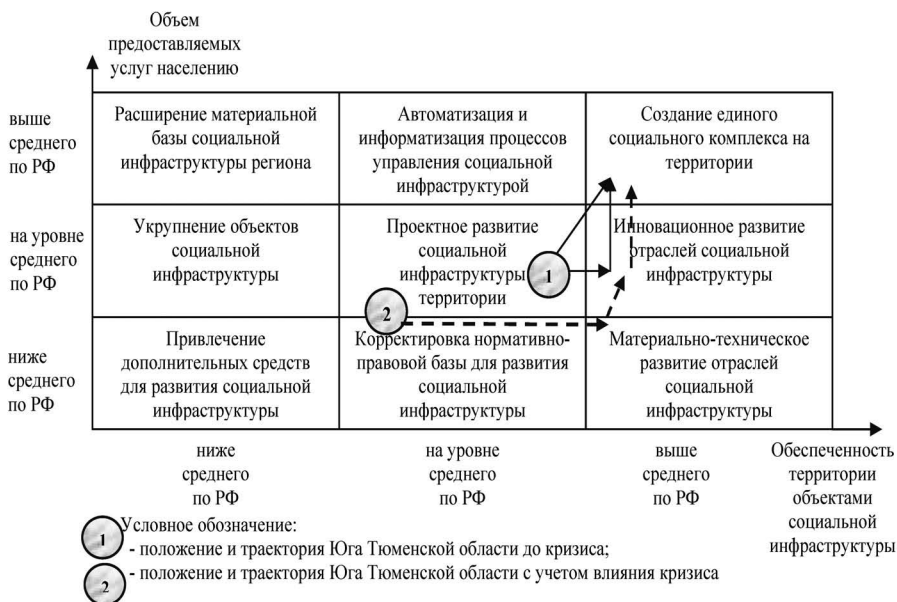 Объем
предоставляемых
услуг населению
выше
среднего
по РФ
Расширение материальной
базы социальной
инфраструктуры региона
Автоматизация и
информатизация процессов
управления социальной
инфраструктурой
Создание единого
социального комплекса на
территории
на уровне
среднего
по РФ
Укрупнение объектов
социальной
инфраструктуры
Проектное развитие
социальной
инфраструктуры
территории
1
Инновационное развитие
отраслей социальной
инфраструктуры
2
ниже
среднего
по РФ
Привлечение
дополнительных средств
для развития социальной
инфраструктуры
Корректировка нормативно-
правовой базы для развития
социальной
инфраструктуры
Материально-техническое
развитие отраслей
социальной
инфраструктуры
ниже
среднего
по РФ
на уровне
среднего
по РФ
выше
среднего
по РФ
Обеспеченность
территории
объектами
социальной
инфраструктуры
Условное обозначение:
1 - положение и траектория Юга Тюменской области до кризиса;
2 - положение и траектория Юга Тюменской области с учетом влияния кризиса